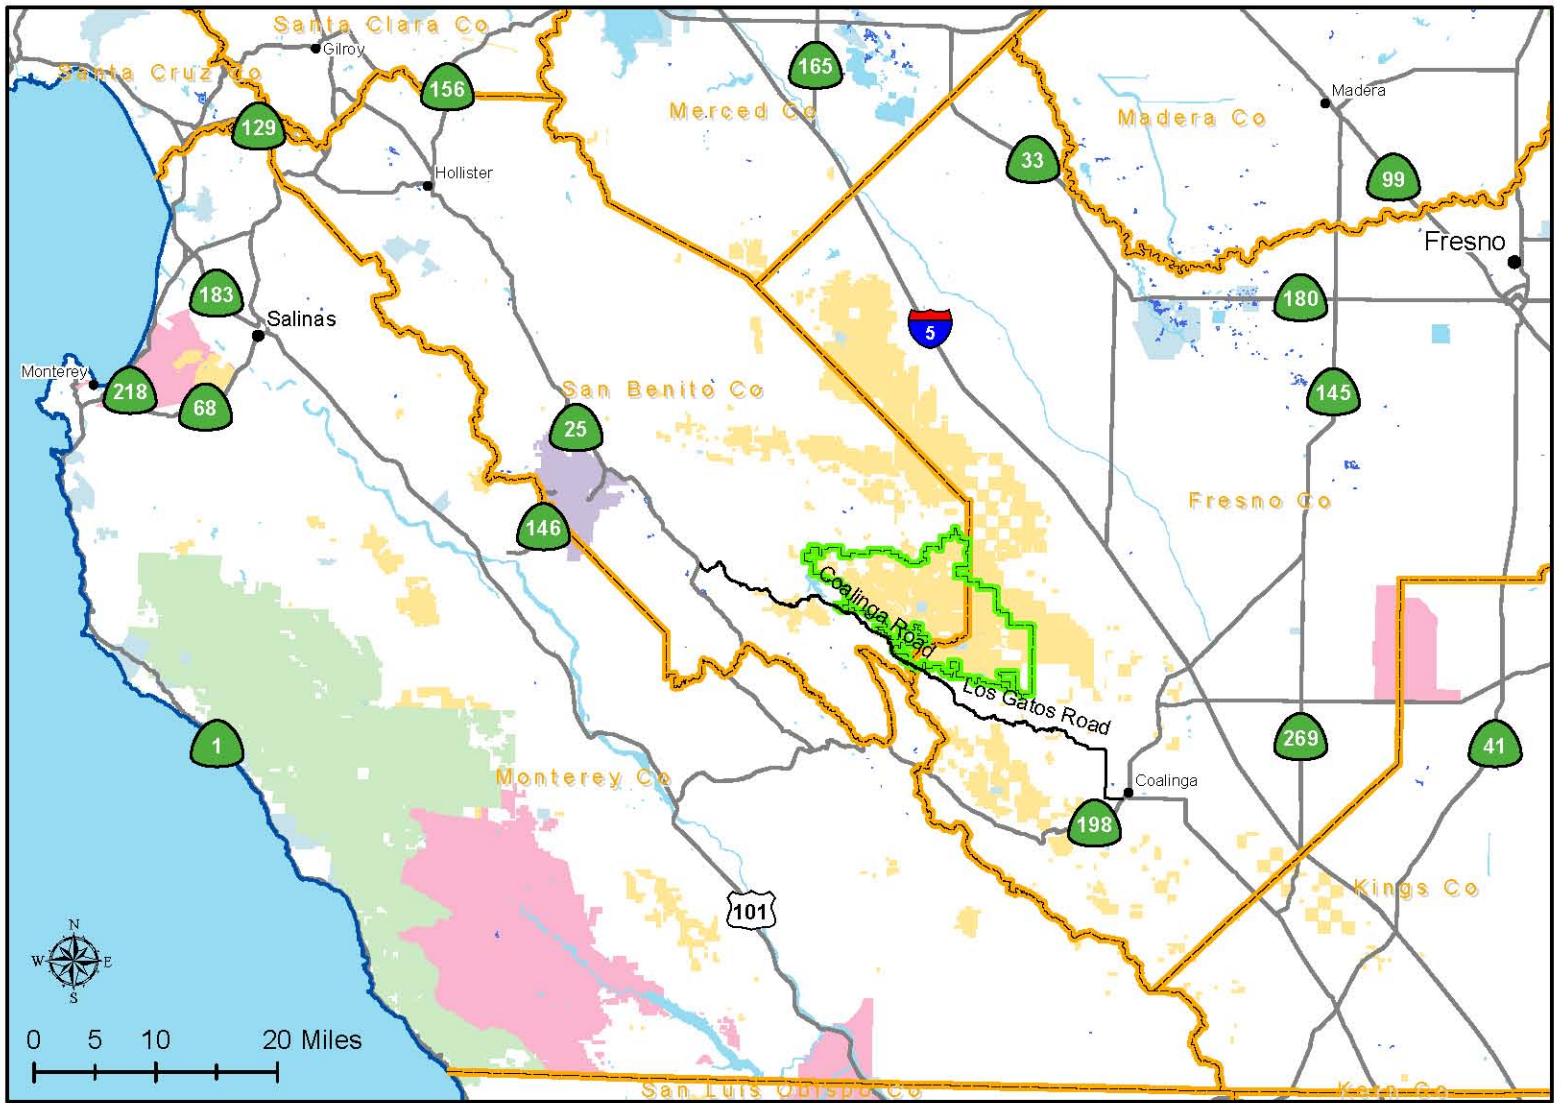 Santa Clara Co
Gilroy
Santa Cruz Co
156
165
Madera
Merced Co
Madera Co
129
33
Hollister
99
Fresno
183
180
Salinas
5
Monterey
218
68
San Benito Co
145
25
Fresno Co
146
Coalinga Road
Los Gatos Road
1
269
41
Monterey Co
Coalinga
198
Kings Co
101
N
W E
S
0 5 10 20 Miles
San Luis Obispo Co
Kern Co